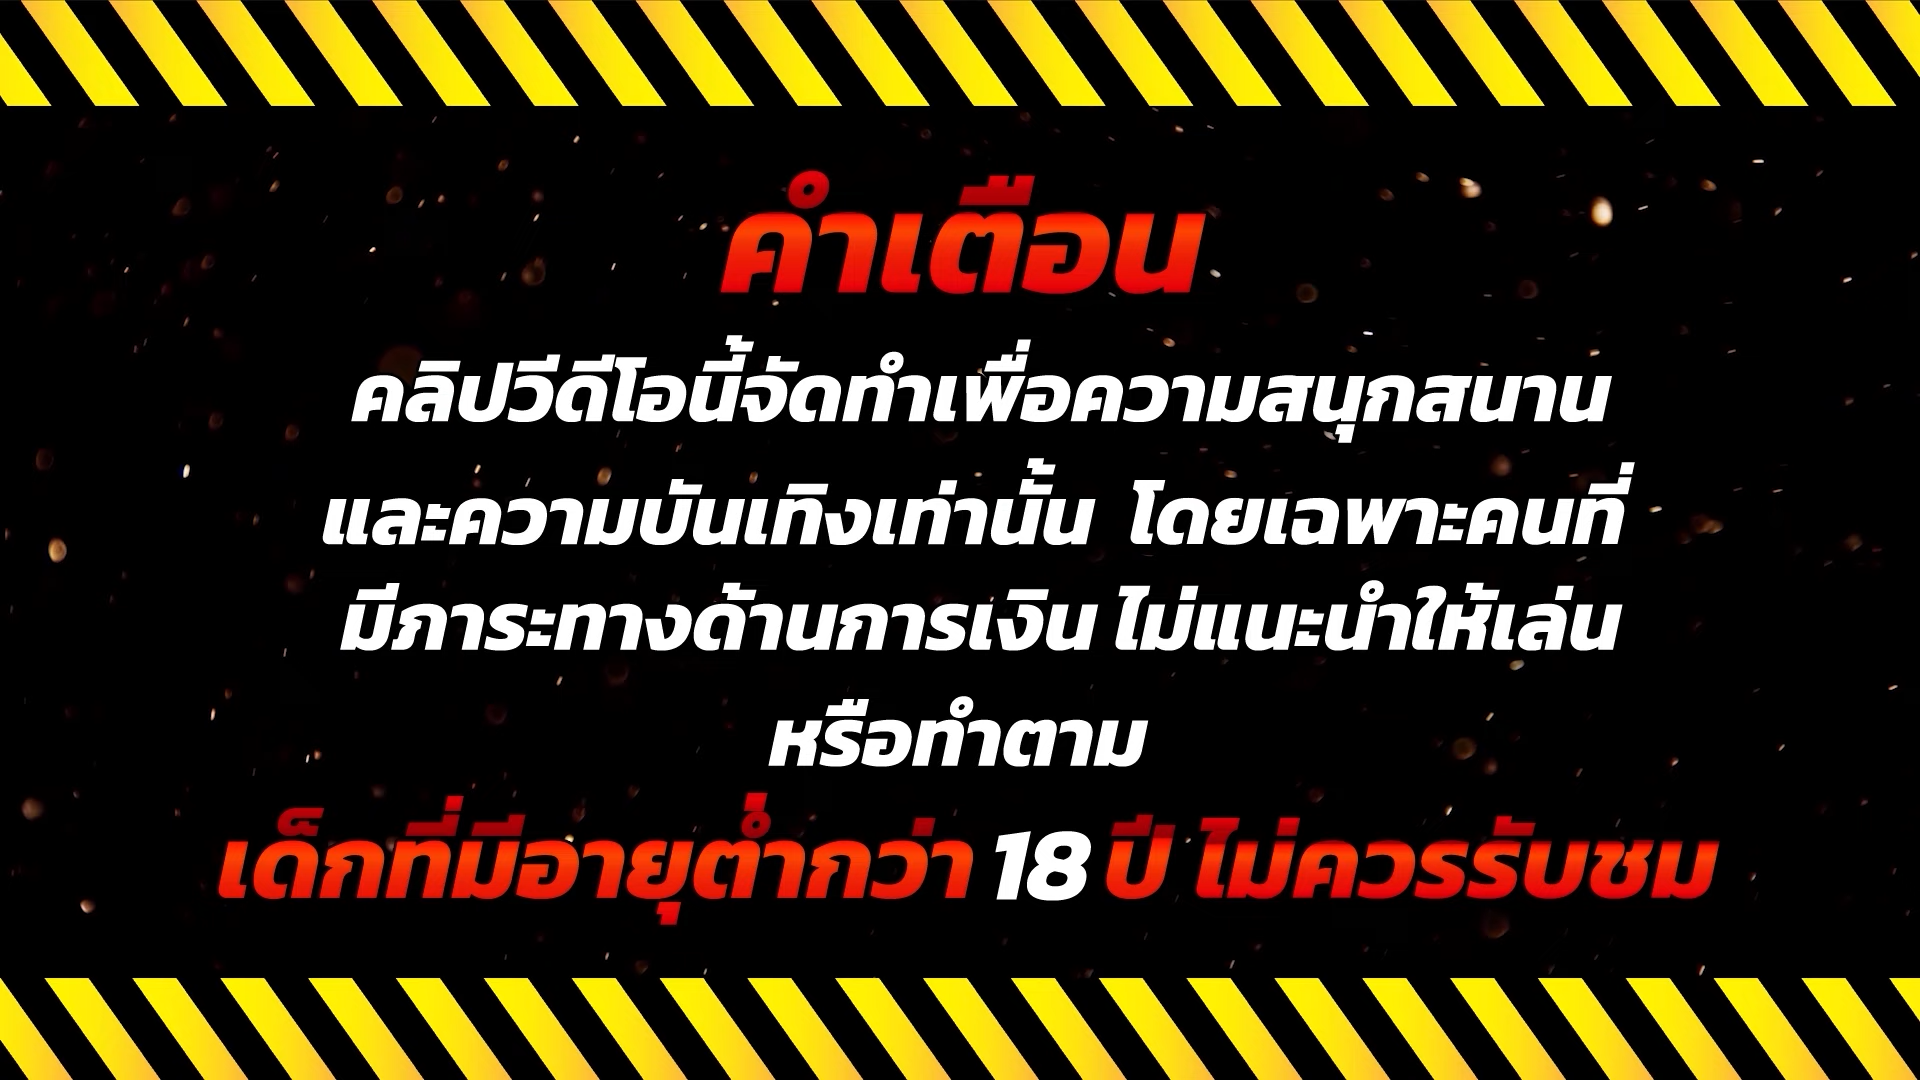 คำเตือน
คลิปวีดีโอนี้จัดทำเพื่อความสนุกสนาน
และความบันเทิงเท่านั้น โดยเฉพาะคนที่
มีภาระทางด้านการเงิน ไม่แนะนำให้เล่น
หรือทำตาม
เด็กที่มีอายุต่ำกว่า 18 ปี ไม่ควรรับชม